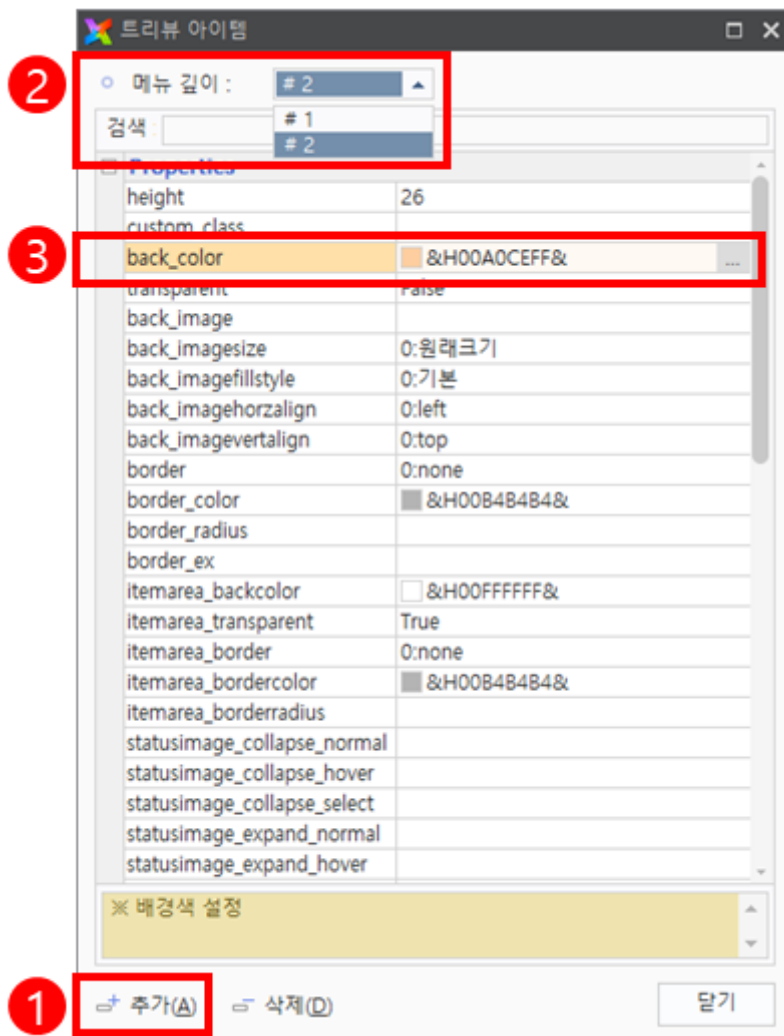 트리뷰 아이템
2
메뉴 깊이 : # 2
# 1
# 2
검색
Properties
height 26
custom_class
3
back_color &H00A0CEFF& ...
transparent False
back_image
back_imagesize 0:원래크기
back_imagefillstyle 0:기본
back_imagehorzalign 0:left
back_imagevertalign 0:top
border 0:none
border_color &H00B4B4B4&
border_radius
border_ex
itemarea_backcolor &H00FFFFFF&
itemarea_transparent True
itemarea_border 0:none
itemarea_bordercolor &H00B4B4B4&
itemarea_borderradius
statusimage_collapse_normal
statusimage_collapse_hover
statusimage_collapse_select
statusimage_expand_normal
statusimage_expand_hover
※ 배경색 설정
1
추가(A) 삭제(D) 닫기